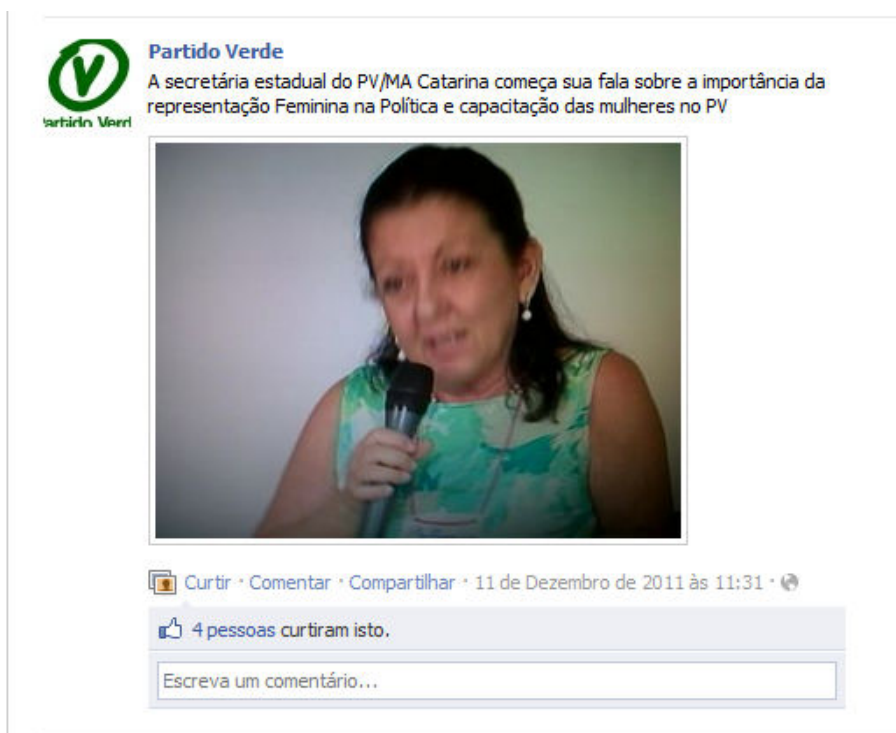 Partido Verde
A secretária estadual do PV/MA Catarina começa sua fala sobre a importância da
representação Feminina na Política e capacitação das mulheres no PV
artido Verd
Curtir · Comentar · Compartilhar · 11 de Dezembro de 2011 às 11:31 ·
4 pessoas curtiram isto.
Escreva um comentário...